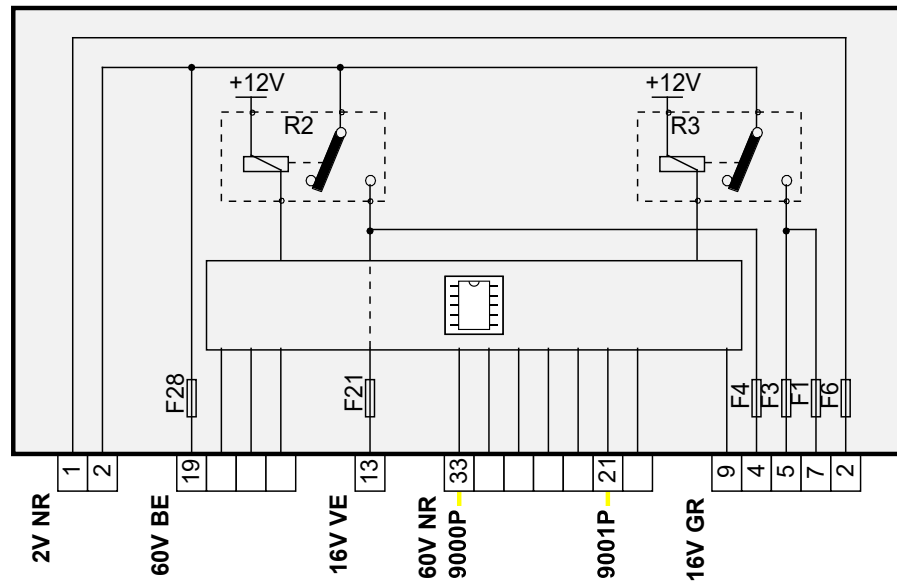 +12V
+12V
R2
R3
F28
F21
F4
F3
F1
F6
1
2
19
13
33
21
9
4
5
7
2
2V NR
60V BE
16V VE
60V NR
9000P
9001P
16V GR